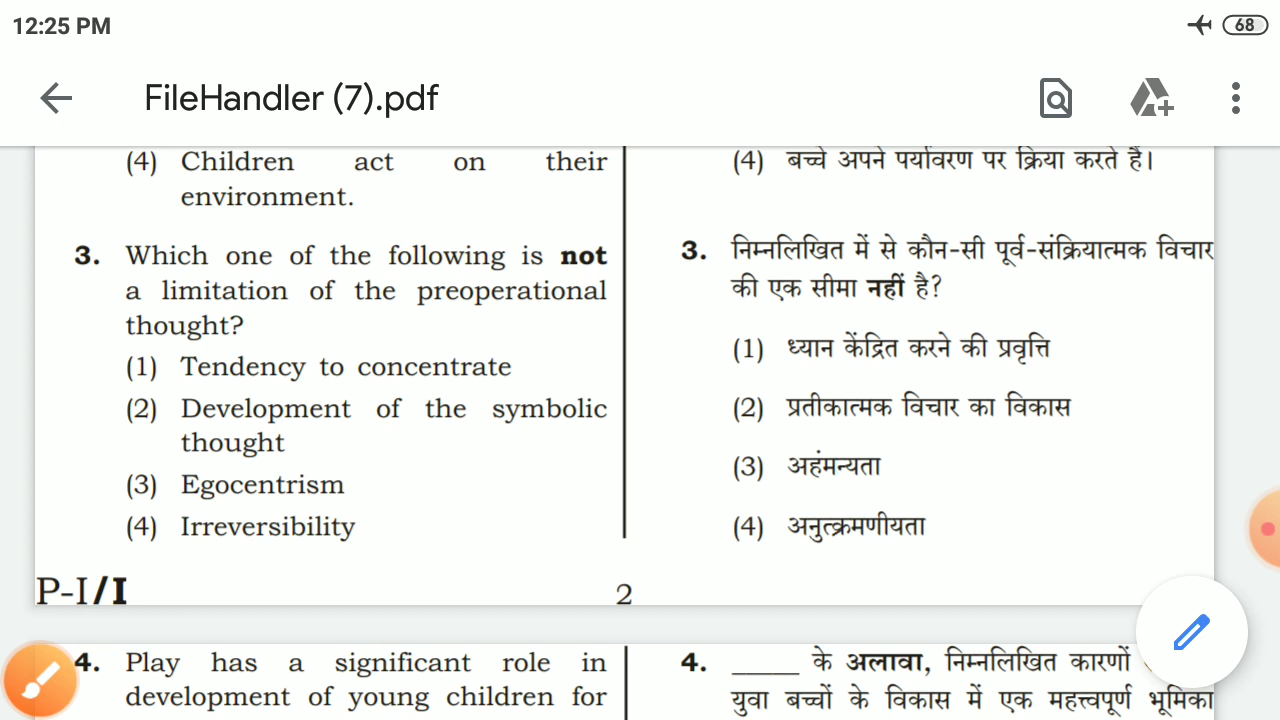 12:25 PM
68
FileHandler (7).pdf
(4) Children act on their
environment.
3. Which one of the following is not
a limitation of the preoperational
thought?
(1) Tendency to concentrate
(2) Development of the symbolic
thought
(3) Egocentrism
(4) Irreversibility
(4) बच्चे अपने पर्यावरण पर क्रिया करते हैं।
3. निम्नलिखित में से कौन-सी पूर्व-संक्रियात्मक विचार
की एक सीमा नहीं है?
(1) ध्यान केंद्रित करने की प्रवृत्ति
(2) प्रतीकात्मक विचार का विकास
(3) अहंमन्यता
(4) अनुत्क्रमणीयता
P-I/I
2
4. Play has a significant role in
development of young children for
4. _____ के अलावा, निम्नलिखित कारणों
युवा बच्चों के विकास में एक महत्त्वपूर्ण भूमिका